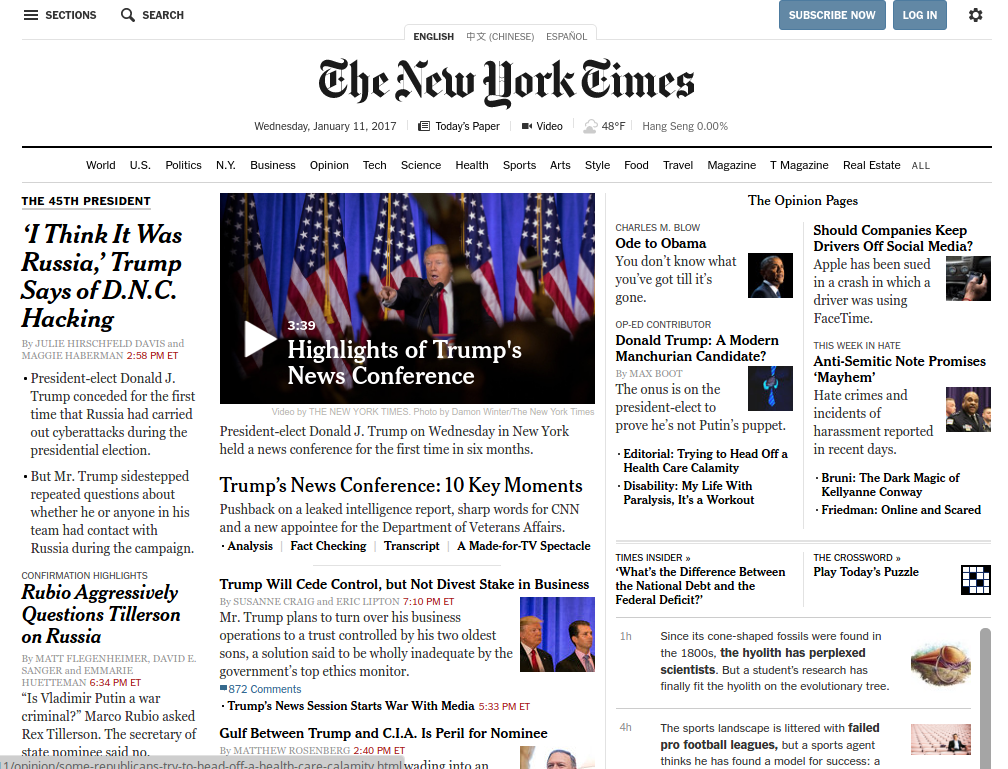 SECTIONS
SEARCH
SUBSCRIBE NOW
LOG IN
ENGLISH
中文 (CHINESE)
ESPAÑOL
The New York Times
Wednesday, January 11, 2017
Today's Paper
Video
48°F
Hang Seng 0.00%
World U.S. Politics N.Y. Business Opinion Tech Science Health Sports Arts Style Food Travel Magazine T Magazine Real Estate ALL
THE 45TH PRESIDENT
‘I Think It Was
Russia,’ Trump
Says of D.N.C.
Hacking
By JULIE HIRSCHFELD DAVIS and
MAGGIE HABERMAN 2:58 PM ET
• President-elect Donald J.
Trump conceded for the first
time that Russia had carried
out cyberattacks during the
presidential election.
• But Mr. Trump sidestepped
repeated questions about
whether he or anyone in his
team had contact with
Russia during the campaign.
CONFIRMATION HIGHLIGHTS
Rubio Aggressively
Questions Tillerson
on Russia
By MATT FLEGENHEIMER, DAVID E.
SANGER and EMMARIE
HUETTEMAN 6:34 PM ET
“Is Vladimir Putin a war
criminal?” Marco Rubio asked
Rex Tillerson. The secretary of
state nominee said no.
1/opinion/some-republicans-try-to-head-off-a-health-care-calamity.html
3:39
Highlights of Trump's
News Conference
Video by THE NEW YORK TIMES. Photo by Damon Winter/The New York Times
President-elect Donald J. Trump on Wednesday in New York
held a news conference for the first time in six months.
Trump’s News Conference: 10 Key Moments
Pushback on a leaked intelligence report, sharp words for CNN
and a new appointee for the Department of Veterans Affairs.
• Analysis | Fact Checking | Transcript | A Made-for-TV Spectacle
Trump Will Cede Control, but Not Divest Stake in Business
By SUSANNE CRAIG and ERIC LIPTON 7:10 PM ET
Mr. Trump plans to turn over his business
operations to a trust controlled by his two oldest
sons, a solution said to be wholly inadequate by the
government’s top ethics monitor.
872 Comments
• Trump’s News Session Starts War With Media 5:33 PM ET
Gulf Between Trump and C.I.A. Is Peril for Nominee
By MATTHEW ROSENBERG 2:40 PM ET
wading into an
The Opinion Pages
CHARLES M. BLOW
Ode to Obama
You don’t know what
you’ve got till it’s
gone.
OP-ED CONTRIBUTOR
Donald Trump: A Modern
Manchurian Candidate?
By MAX BOOT
The onus is on the
president-elect to
prove he’s not Putin’s puppet.
• Editorial: Trying to Head Off a
Health Care Calamity
• Disability: My Life With
Paralysis, It’s a Workout
Should Companies Keep
Drivers Off Social Media?
Apple has been sued
in a crash in which a
driver was using
FaceTime.
THIS WEEK IN HATE
Anti-Semitic Note Promises
‘Mayhem’
Hate crimes and
incidents of
harassment reported
in recent days.
• Bruni: The Dark Magic of
Kellyanne Conway
• Friedman: Online and Scared
TIMES INSIDER »
‘What’s the Difference Between
the National Debt and the
Federal Deficit?’
THE CROSSWORD »
Play Today’s Puzzle
1h
Since its cone-shaped fossils were found in
the 1800s, the hyolith has perplexed
scientists. But a student’s research has
finally fit the hyolith on the evolutionary tree.
4h
The sports landscape is littered with failed
pro football leagues, but a sports agent
thinks he has found a model for success: a